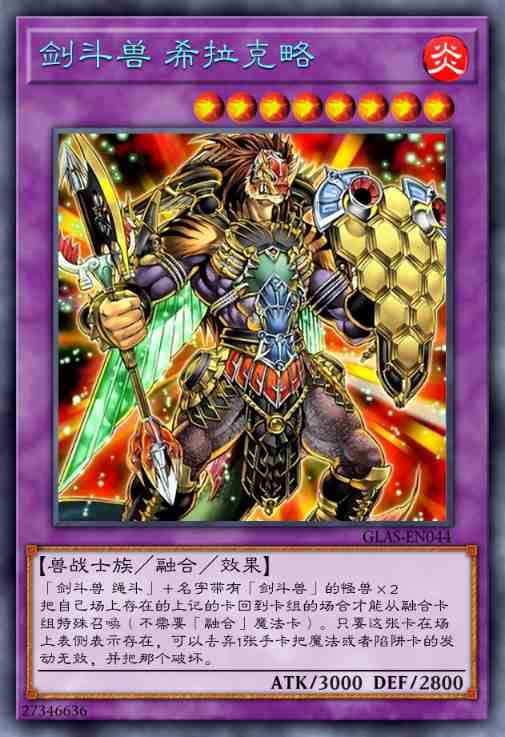 剑斗兽 希拉克略
炎
GLAS-EN044
【兽战士族／融合／效果】
「剑斗兽 绳斗」＋名字带有「剑斗兽」的怪兽×2
把自己场上存在的上记的卡回到卡组的场合才能从融合卡
组特殊召唤（不需要「融合」魔法卡）。只要这张卡在场
上表侧表示存在，可以去弃1张手卡把魔法或者陷阱卡的发
动无效，并把那个破坏。
ATK/3000 DEF/2800
27346636